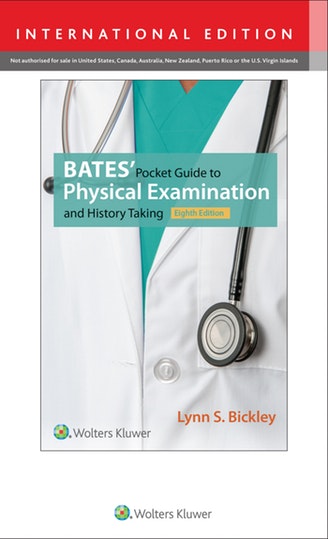 INTERNATIONAL EDITION
Not authorised for sale in United States, Canada, Australia, New Zealand, Puerto Rico or the U.S. Virgin Islands
BATES' Pocket Guide to
Physical Examination
and History Taking Eighth Edition
Lynn S. Bickley
Wolters Kluwer
Wolters Kluwer